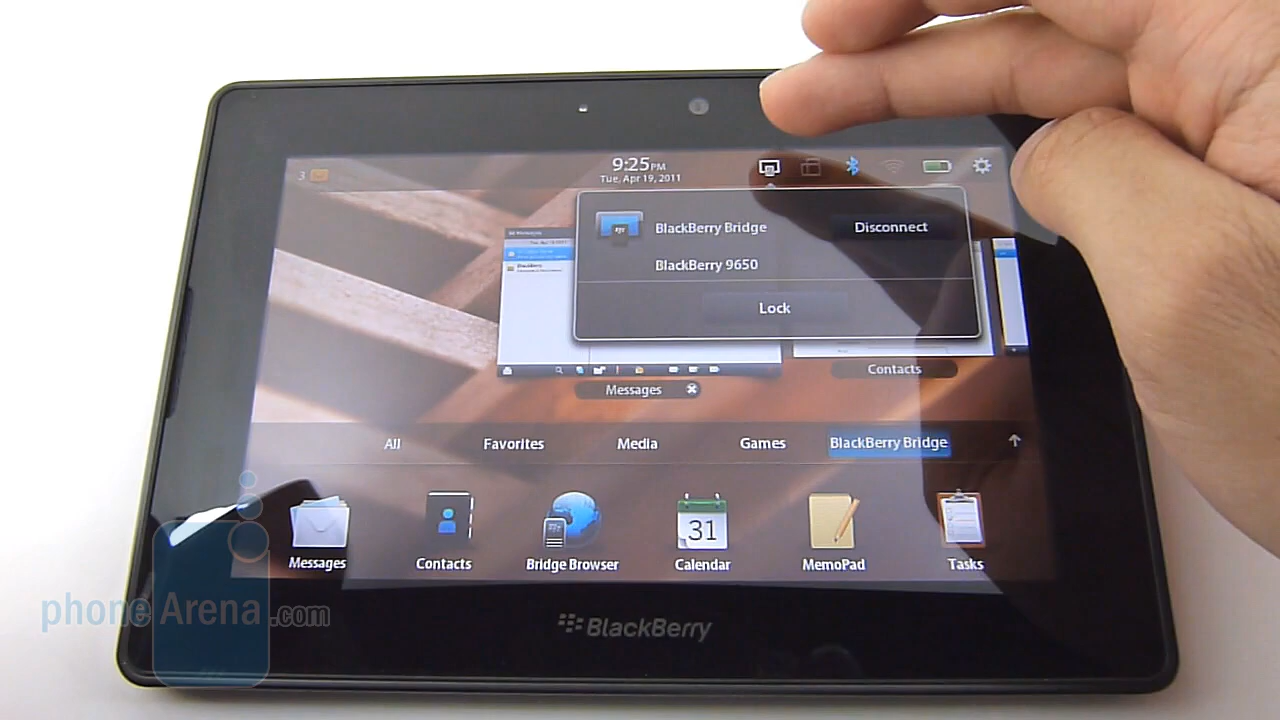 3
9:25PM
Tue, Apr 19, 2011
BlackBerry Bridge
Disconnect
BlackBerry 9650
Lock
Messages
Contacts
All
Favorites
Media
Games
BlackBerry Bridge
31
Messages
Contacts
Bridge Browser
Calendar
MemoPad
Tasks
phoneArena.com
BlackBerry